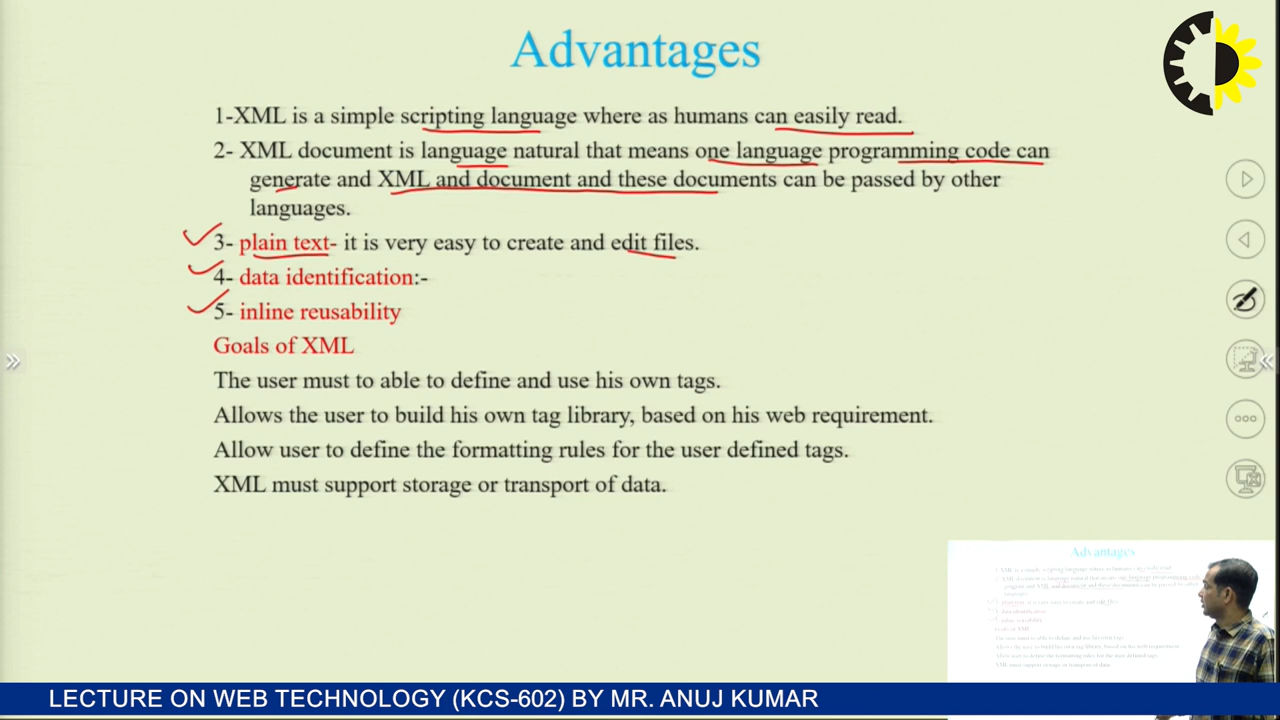 Advantages
1-XML is a simple scripting language where as humans can easily read.
2- XML document is language natural that means one language programming code can
generate and XML and document and these documents can be passed by other
languages.
3- plain text- it is very easy to create and edit files.
4- data identification:-
5- inline reusability
Goals of XML
The user must to able to define and use his own tags.
Allows the user to build his own tag library, based on his web requirement.
Allow user to define the formatting rules for the user defined tags.
XML must support storage or transport of data.
Advantages
LECTURE ON WEB TECHNOLOGY (KCS-602) BY MR. ANUJ KUMAR